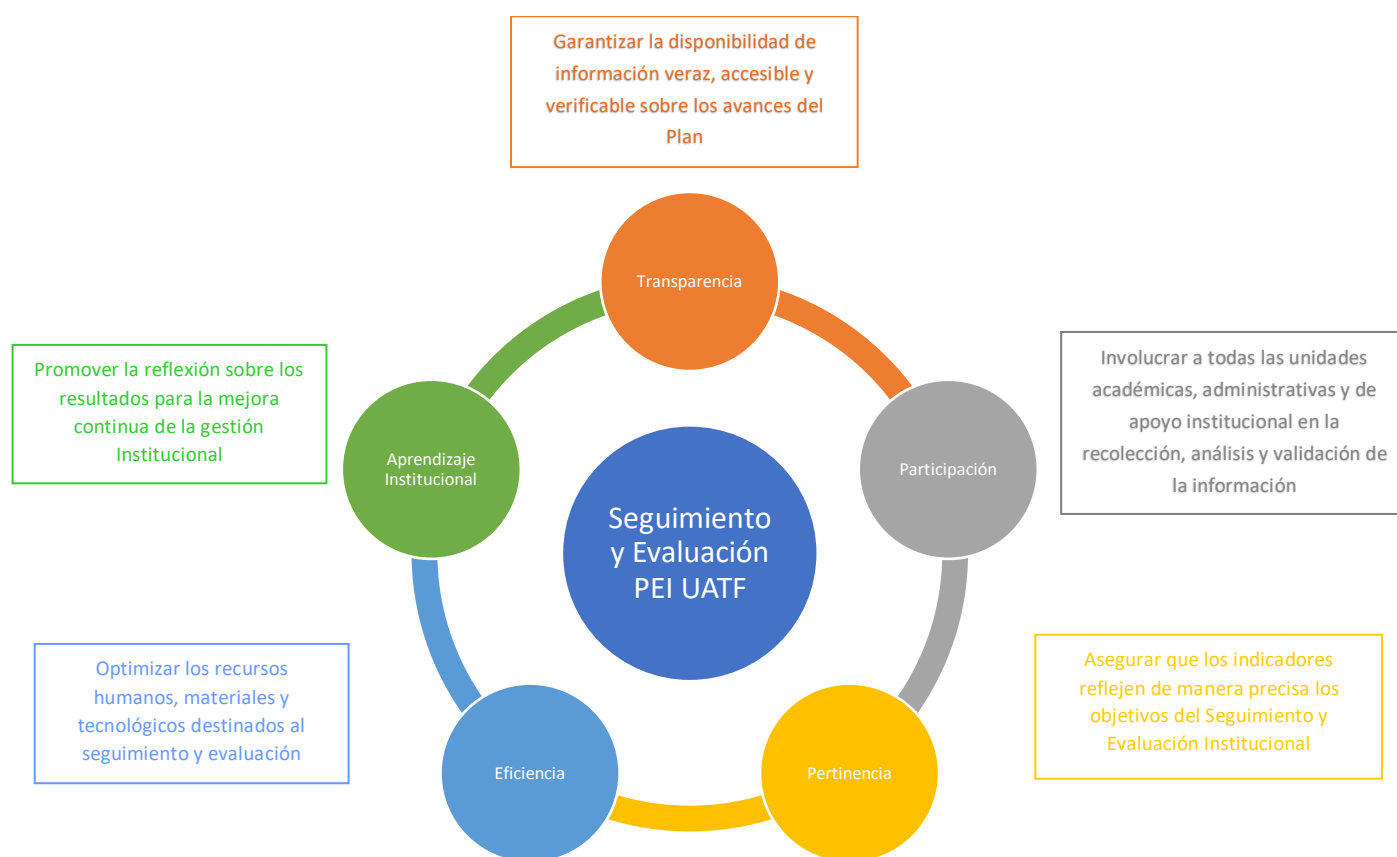 Garantizar la disponibilidad de
información veraz, accesible y
verificable sobre los avances del
Plan
Transparencia
Promover la reflexión sobre los
resultados para la mejora
continua de la gestión
Institucional
Aprendizaje
Institucional
Participación
Involucrar a todas las unidades
académicas, administrativas y de
apoyo institucional en la
recolección, análisis y validación de
la información
Seguimiento
y Evaluación
PEI UATF
Optimizar los recursos
humanos, materiales y
tecnológicos destinados al
seguimiento y evaluación
Eficiencia
Pertinencia
Asegurar que los indicadores
reflejen de manera precisa los
objetivos del Seguimiento y
Evaluación Institucional